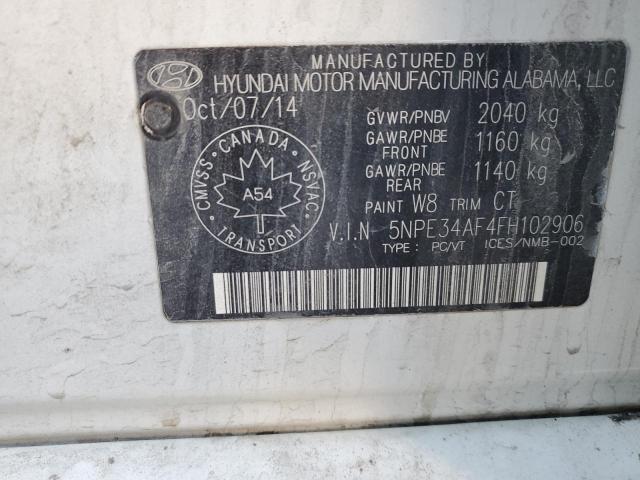 MANUFACTURED BY
HYUNDAI MOTOR MANUFACTURING ALABAMA, LLC
Oct/07/14
GVWR/PNBV 2040 kg
GAWR/PNBE FRONT 1160 kg
GAWR/PNBE REAR 1140 kg
PAINT W8 TRIM CT
V.I.N 5NPE34AF4FH102906
TYPE : PC/VT ICES/NMB-002
CANADA
CMVSS
NSVAC
A54
TRANSPORT